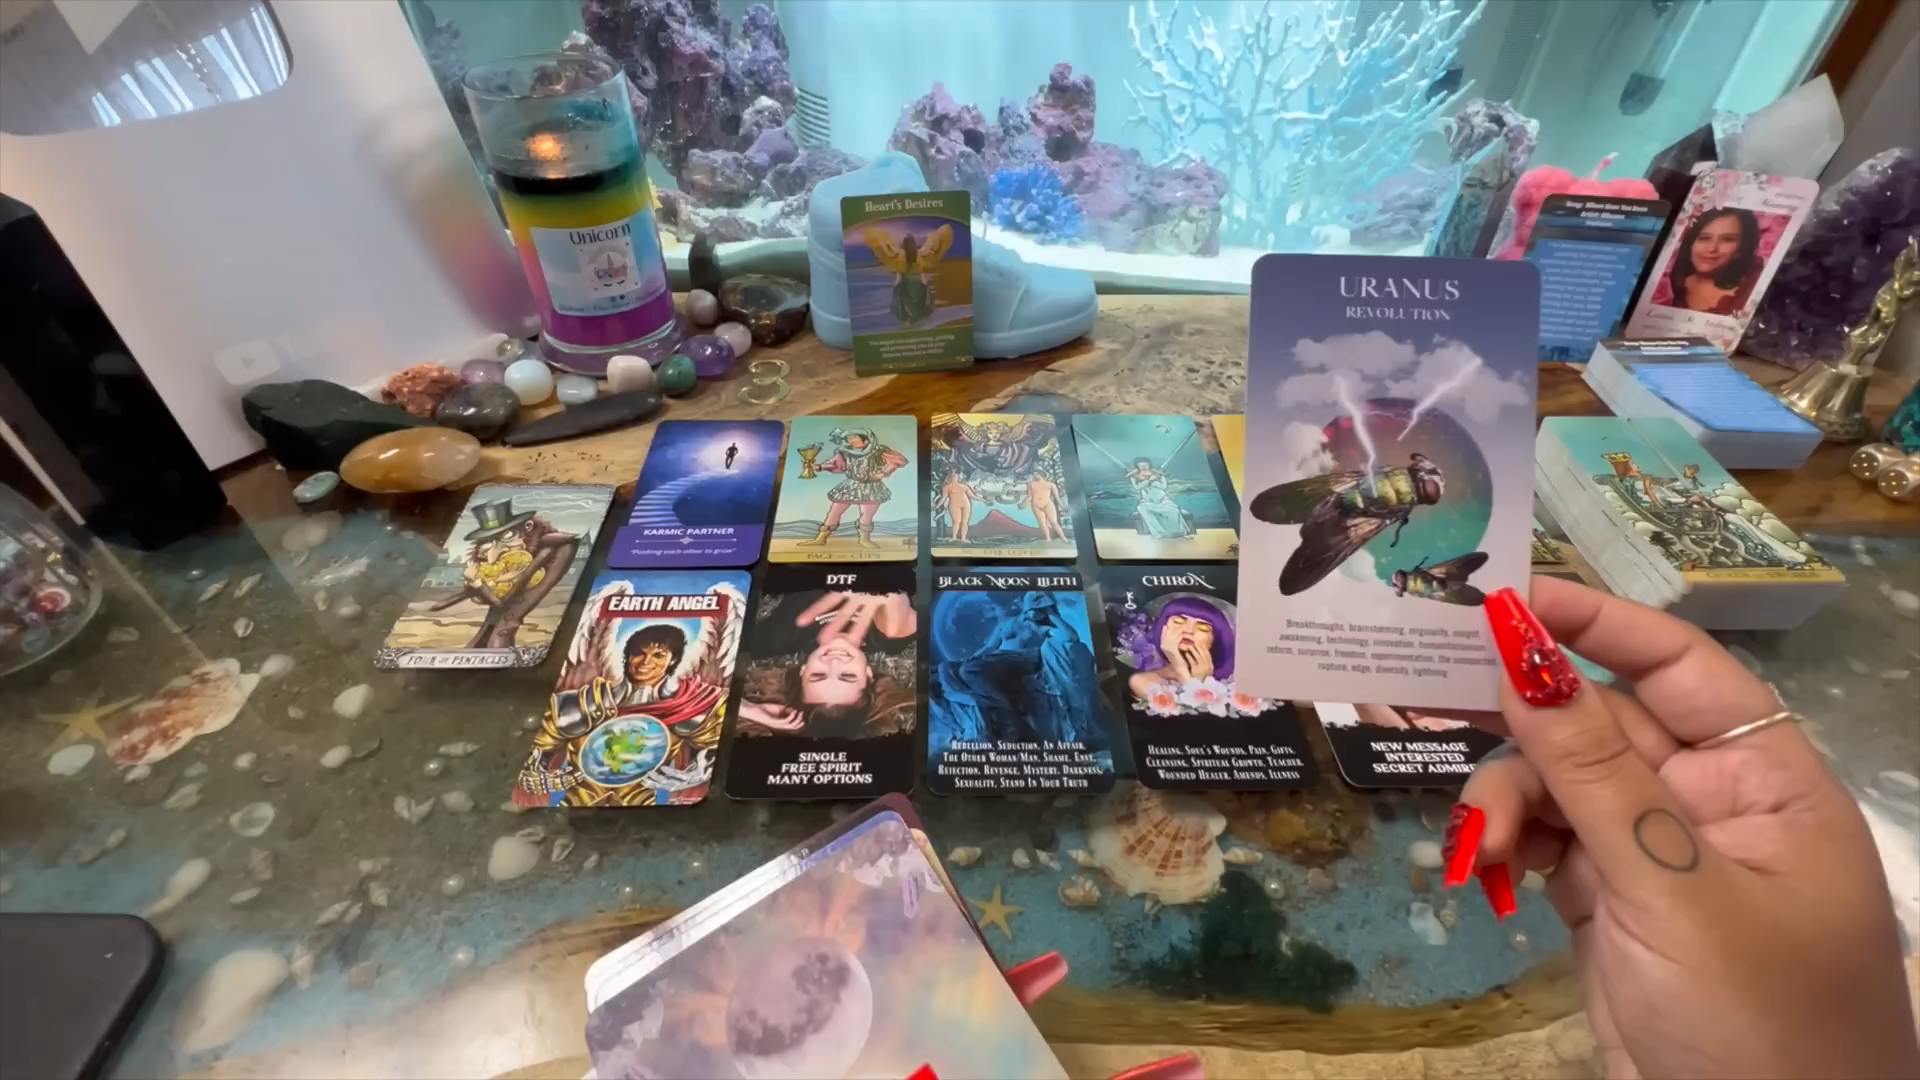 Unicorn
Heart's Desires
URANUS
REVOLUTION
Breakthroughs, brainstorming, ingenuity, insight,
awakening, technology, innovation, humanitarianism,
reform, surprise, freedom, experimentation, the unexpected,
rupture, edge, diversity, lightning
KARMIC PARTNER
"Pushing each other to grow"
PAGE OF CUPS
FOUR OF PENTACLES
EARTH ANGEL
DTF
SINGLE
FREE SPIRIT
MANY OPTIONS
BLACK MOON LILITH
REBELLION, SEDUCTION, AN AFFAIR,
THE OTHER WOMAN/MAN, SHAME, ENVY,
REJECTION, REVENGE, MYSTERY, DARKNESS,
SEXUALITY, STAND IN YOUR TRUTH
CHIRON
HEALING, SOUL'S WOUNDS, PAIN, GIFTS,
CLEANSING, SPIRITUAL GROWTH, TEACHER,
WOUNDED HEALER, AMENDS, ILLNESS
NEW MESSAGE
INTERESTED
SECRET ADMIRE